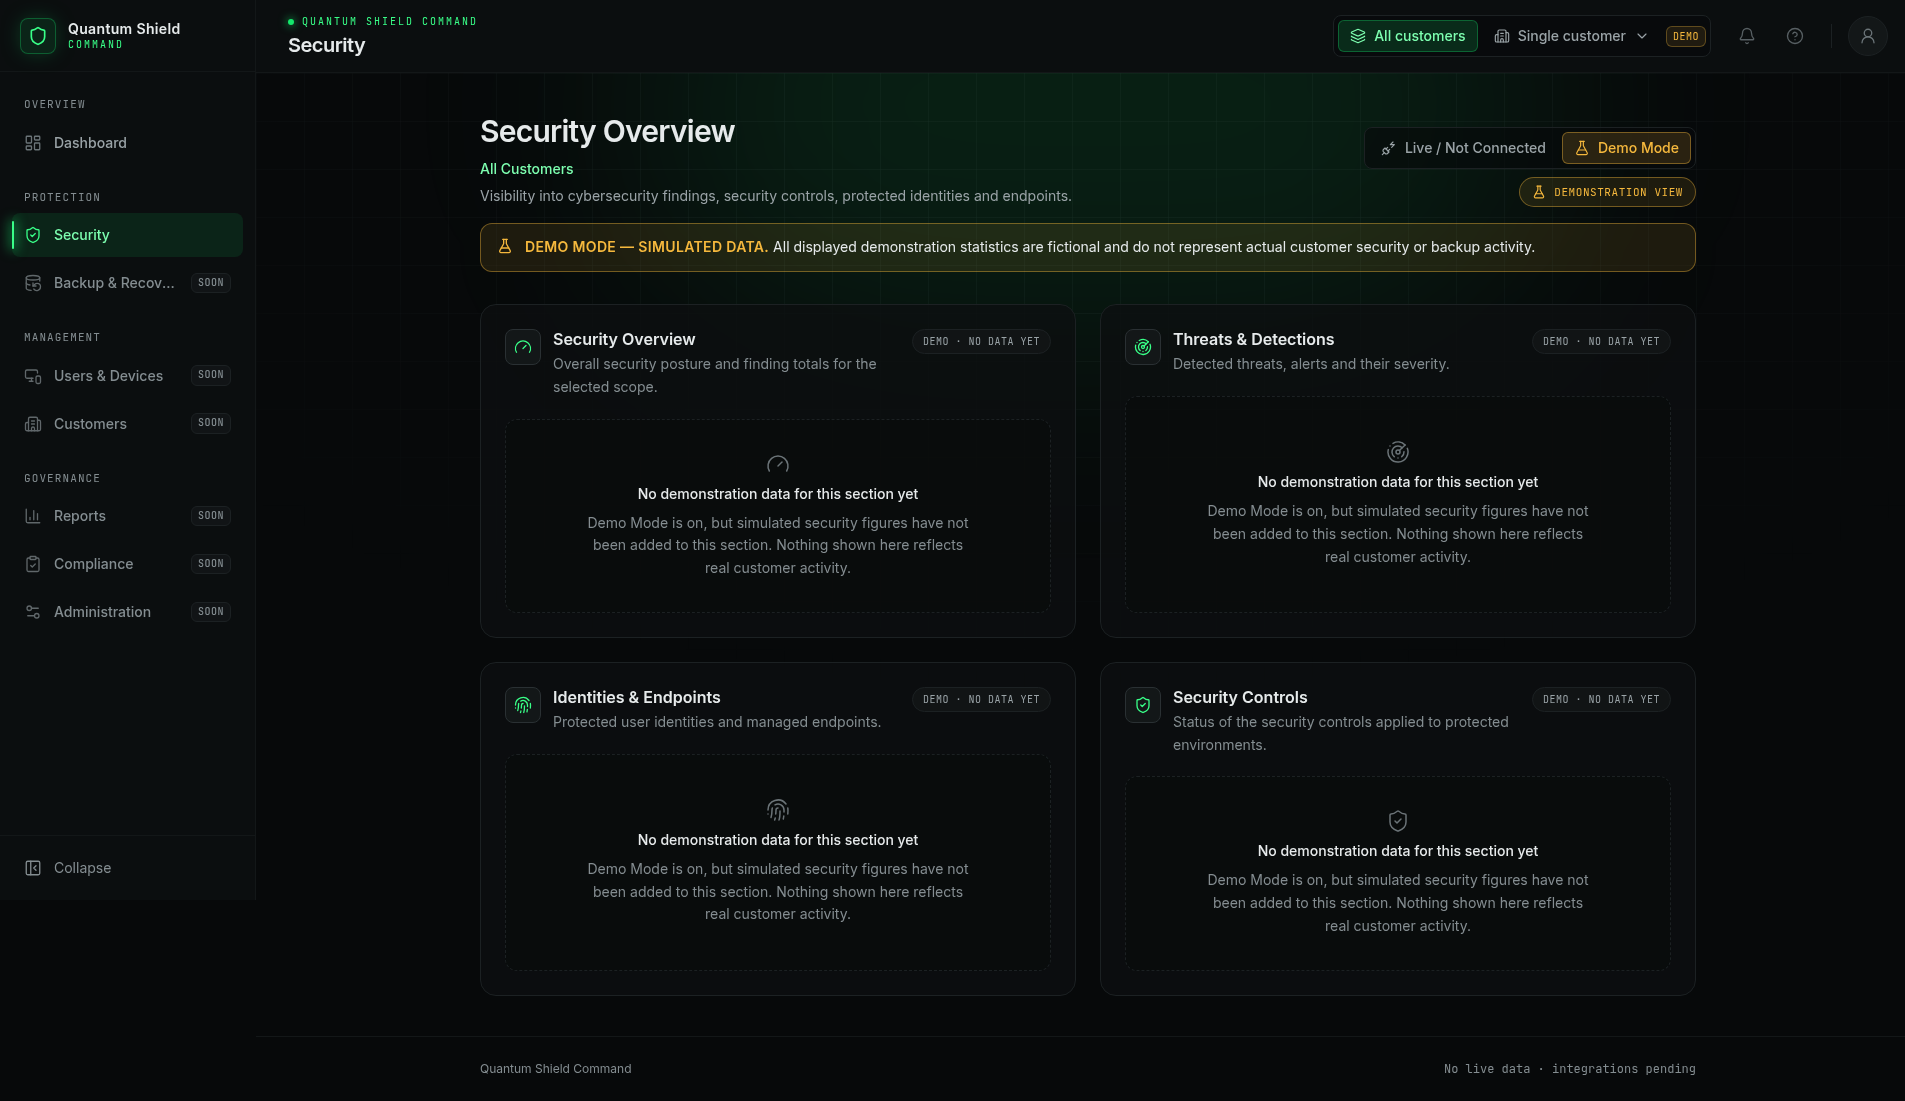 Quantum Shield
COMMAND
OVERVIEW
Dashboard
PROTECTION
Security
Backup & Recov... SOON
MANAGEMENT
Users & Devices SOON
Customers SOON
GOVERNANCE
Reports SOON
Compliance SOON
Administration SOON
Collapse
QUANTUM SHIELD COMMAND
Security
All customers Single customer DEMO
Security Overview
All Customers
Visibility into cybersecurity findings, security controls, protected identities and endpoints.
Live / Not Connected Demo Mode
DEMONSTRATION VIEW
DEMO MODE — SIMULATED DATA. All displayed demonstration statistics are fictional and do not represent actual customer security or backup activity.
Security Overview
DEMO · NO DATA YET
Overall security posture and finding totals for the
selected scope.
No demonstration data for this section yet
Demo Mode is on, but simulated security figures have not
been added to this section. Nothing shown here reflects
real customer activity.
Threats & Detections
DEMO · NO DATA YET
Detected threats, alerts and their severity.
No demonstration data for this section yet
Demo Mode is on, but simulated security figures have not
been added to this section. Nothing shown here reflects
real customer activity.
Identities & Endpoints
DEMO · NO DATA YET
Protected user identities and managed endpoints.
No demonstration data for this section yet
Demo Mode is on, but simulated security figures have not
been added to this section. Nothing shown here reflects
real customer activity.
Security Controls
DEMO · NO DATA YET
Status of the security controls applied to protected
environments.
No demonstration data for this section yet
Demo Mode is on, but simulated security figures have not
been added to this section. Nothing shown here reflects
real customer activity.
Quantum Shield Command
No live data · integrations pending